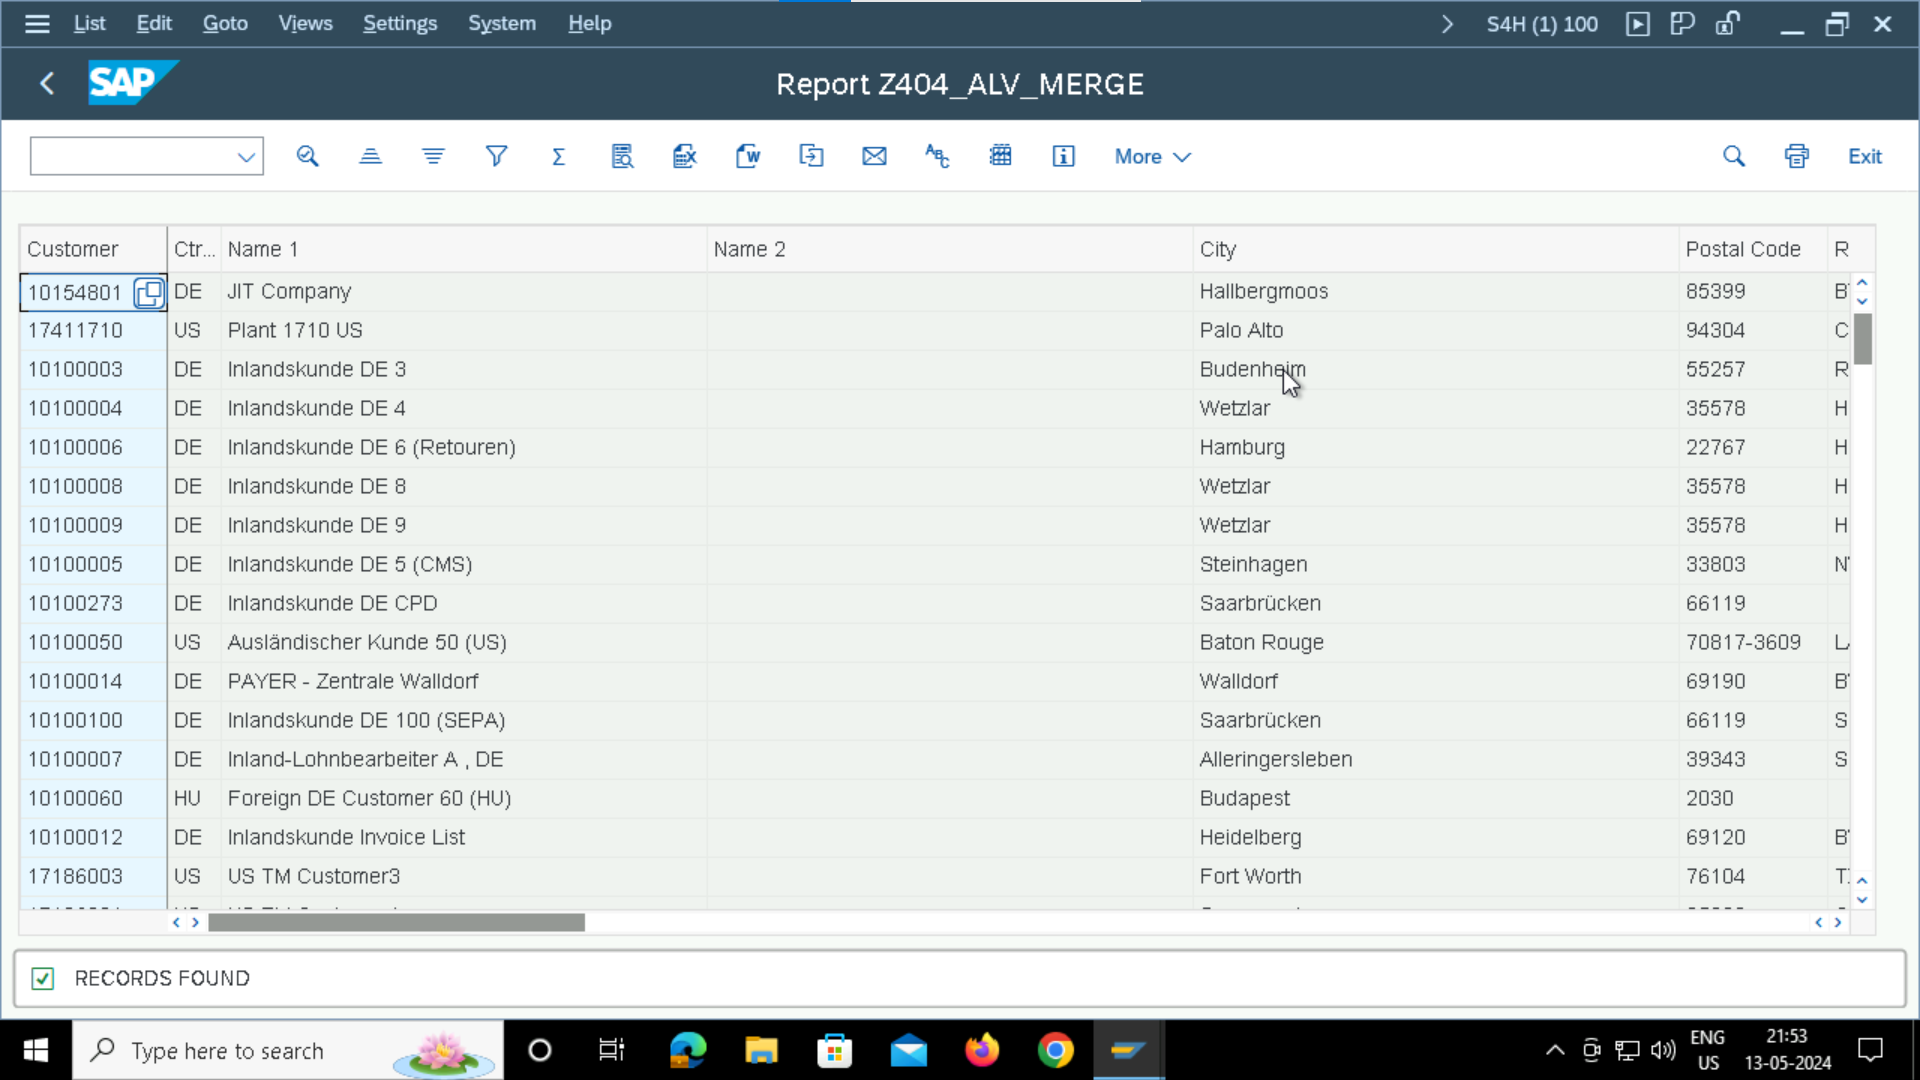 List Edit Goto Views Settings System Help S4H (1) 100
SAP Report Z404_ALV_MERGE
More Exit
Customer Ctr... Name 1 Name 2 City Postal Code R
10154801 DE JIT Company Hallbergmoos 85399 B
17411710 US Plant 1710 US Palo Alto 94304 C
10100003 DE Inlandskunde DE 3 Budenheim 55257 R
10100004 DE Inlandskunde DE 4 Wetzlar 35578 H
10100006 DE Inlandskunde DE 6 (Retouren) Hamburg 22767 H
10100008 DE Inlandskunde DE 8 Wetzlar 35578 H
10100009 DE Inlandskunde DE 9 Wetzlar 35578 H
10100005 DE Inlandskunde DE 5 (CMS) Steinhagen 33803 N
10100273 DE Inlandskunde DE CPD Saarbrücken 66119
10100050 US Ausländischer Kunde 50 (US) Baton Rouge 70817-3609 L
10100014 DE PAYER - Zentrale Walldorf Walldorf 69190 B
10100100 DE Inlandskunde DE 100 (SEPA) Saarbrücken 66119 S
10100007 DE Inland-Lohnbearbeiter A , DE Alleringersleben 39343 S
10100060 HU Foreign DE Customer 60 (HU) Budapest 2030
10100012 DE Inlandskunde Invoice List Heidelberg 69120 B
17186003 US US TM Customer3 Fort Worth 76104 T
RECORDS FOUND
Type here to search
ENG 21:53
US 13-05-2024